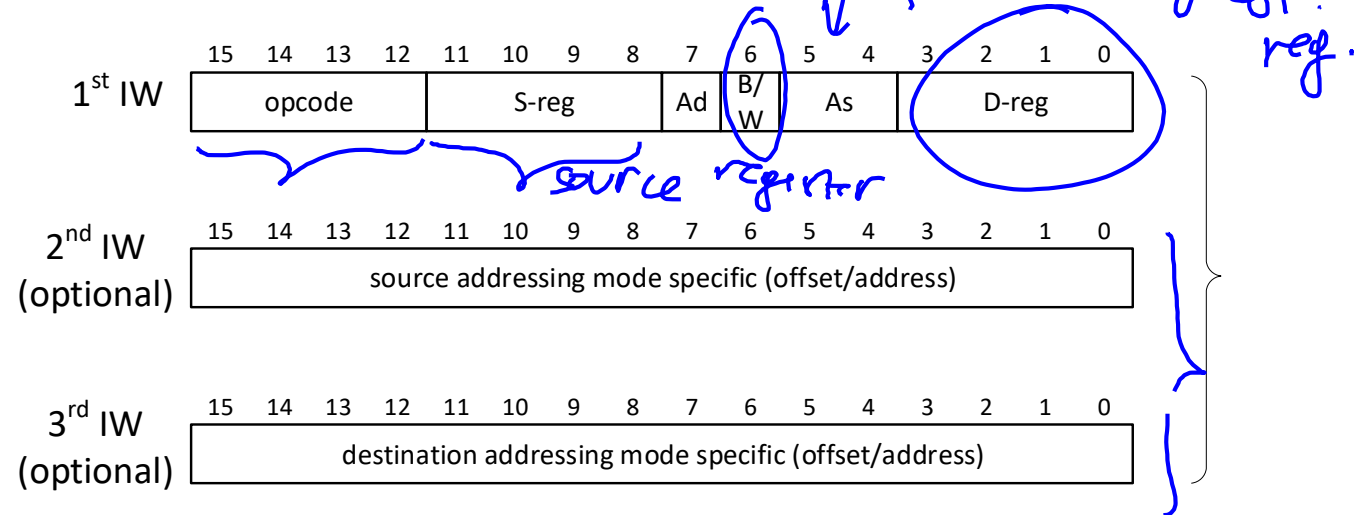 reg.
15 14 13 12 11 10 9 8 7 6 5 4 3 2 1 0
1st IW
opcode S-reg Ad B/W As D-reg
source register
15 14 13 12 11 10 9 8 7 6 5 4 3 2 1 0
2nd IW
(optional)
source addressing mode specific (offset/address)
15 14 13 12 11 10 9 8 7 6 5 4 3 2 1 0
3rd IW
(optional)
destination addressing mode specific (offset/address)